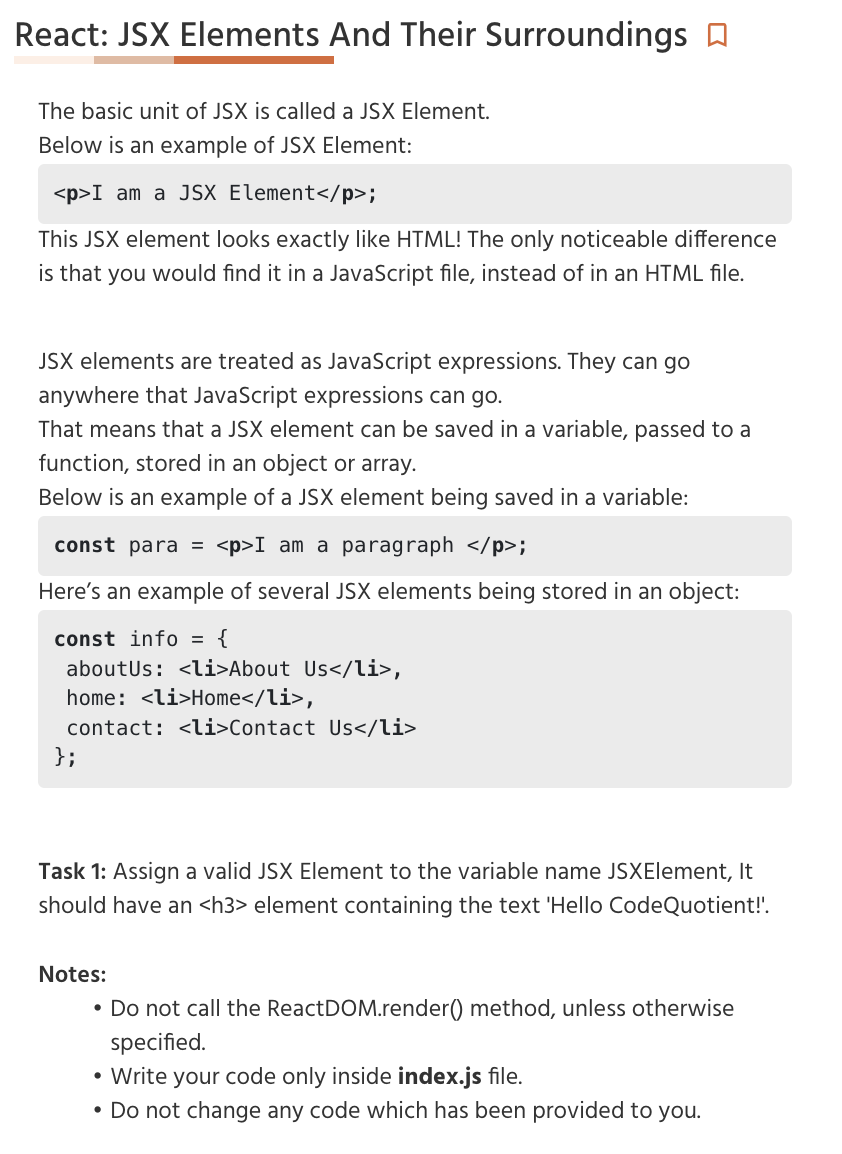 React: JSX Elements And Their Surroundings
The basic unit of JSX is called a JSX Element.
Below is an example of JSX Element:
<p>I am a JSX Element</p>;
This JSX element looks exactly like HTML! The only noticeable difference
is that you would find it in a JavaScript file, instead of in an HTML file.
JSX elements are treated as JavaScript expressions. They can go
anywhere that JavaScript expressions can go.
That means that a JSX element can be saved in a variable, passed to a
function, stored in an object or array.
Below is an example of a JSX element being saved in a variable:
const para = <p>I am a paragraph </p>;
Here’s an example of several JSX elements being stored in an object:
const info = {
 aboutUs: <li>About Us</li>,
 home: <li>Home</li>,
 contact: <li>Contact Us</li>
};
Task 1: Assign a valid JSX Element to the variable name JSXElement, It
should have an <h3> element containing the text 'Hello CodeQuotient!'.
Notes:
• Do not call the ReactDOM.render() method, unless otherwise
specified.
• Write your code only inside index.js file.
• Do not change any code which has been provided to you.